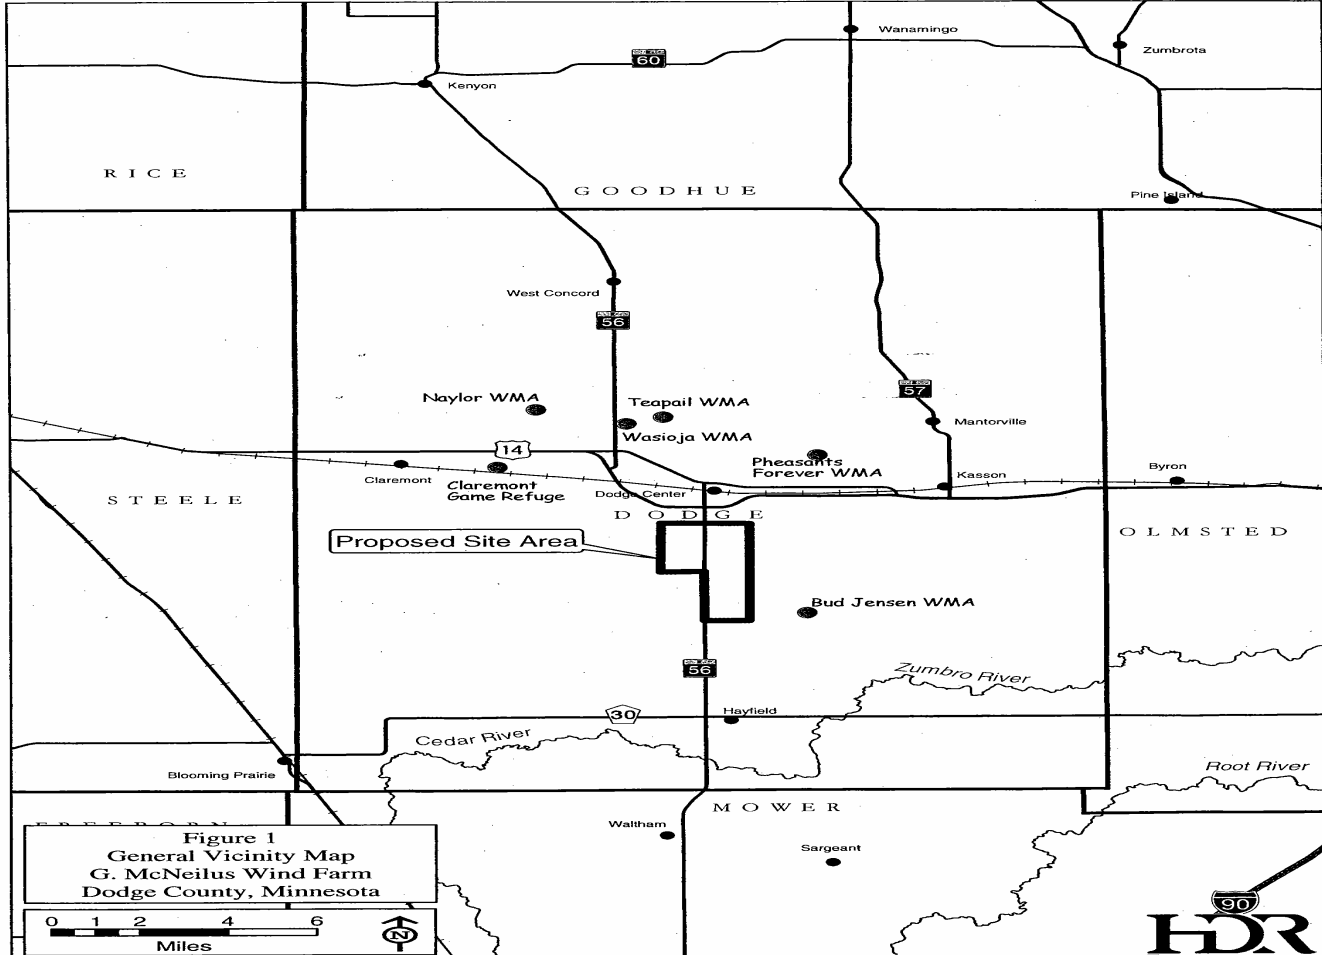 Wanamingo
Zumbrota
60
Kenyon
RICE
GOODHUE
Pine Island
West Concord
56
57
Naylor WMA
Teapail WMA
Wasioja WMA
Mantorville
14
Pheasants
Forever WMA
Claremont
Claremont
Game Refuge
Dodge Center
Kasson
Byron
STEELE
DODGE
OLMSTED
Proposed Site Area
Bud Jensen WMA
56
Zumbro River
30
Hayfield
Cedar River
Blooming Prairie
Root River
MOWER
FREEBORN
Waltham
Sargeant
Figure 1
General Vicinity Map
G. McNeilus Wind Farm
Dodge County, Minnesota
0 1 2 4 6
Miles
N
90
HDR